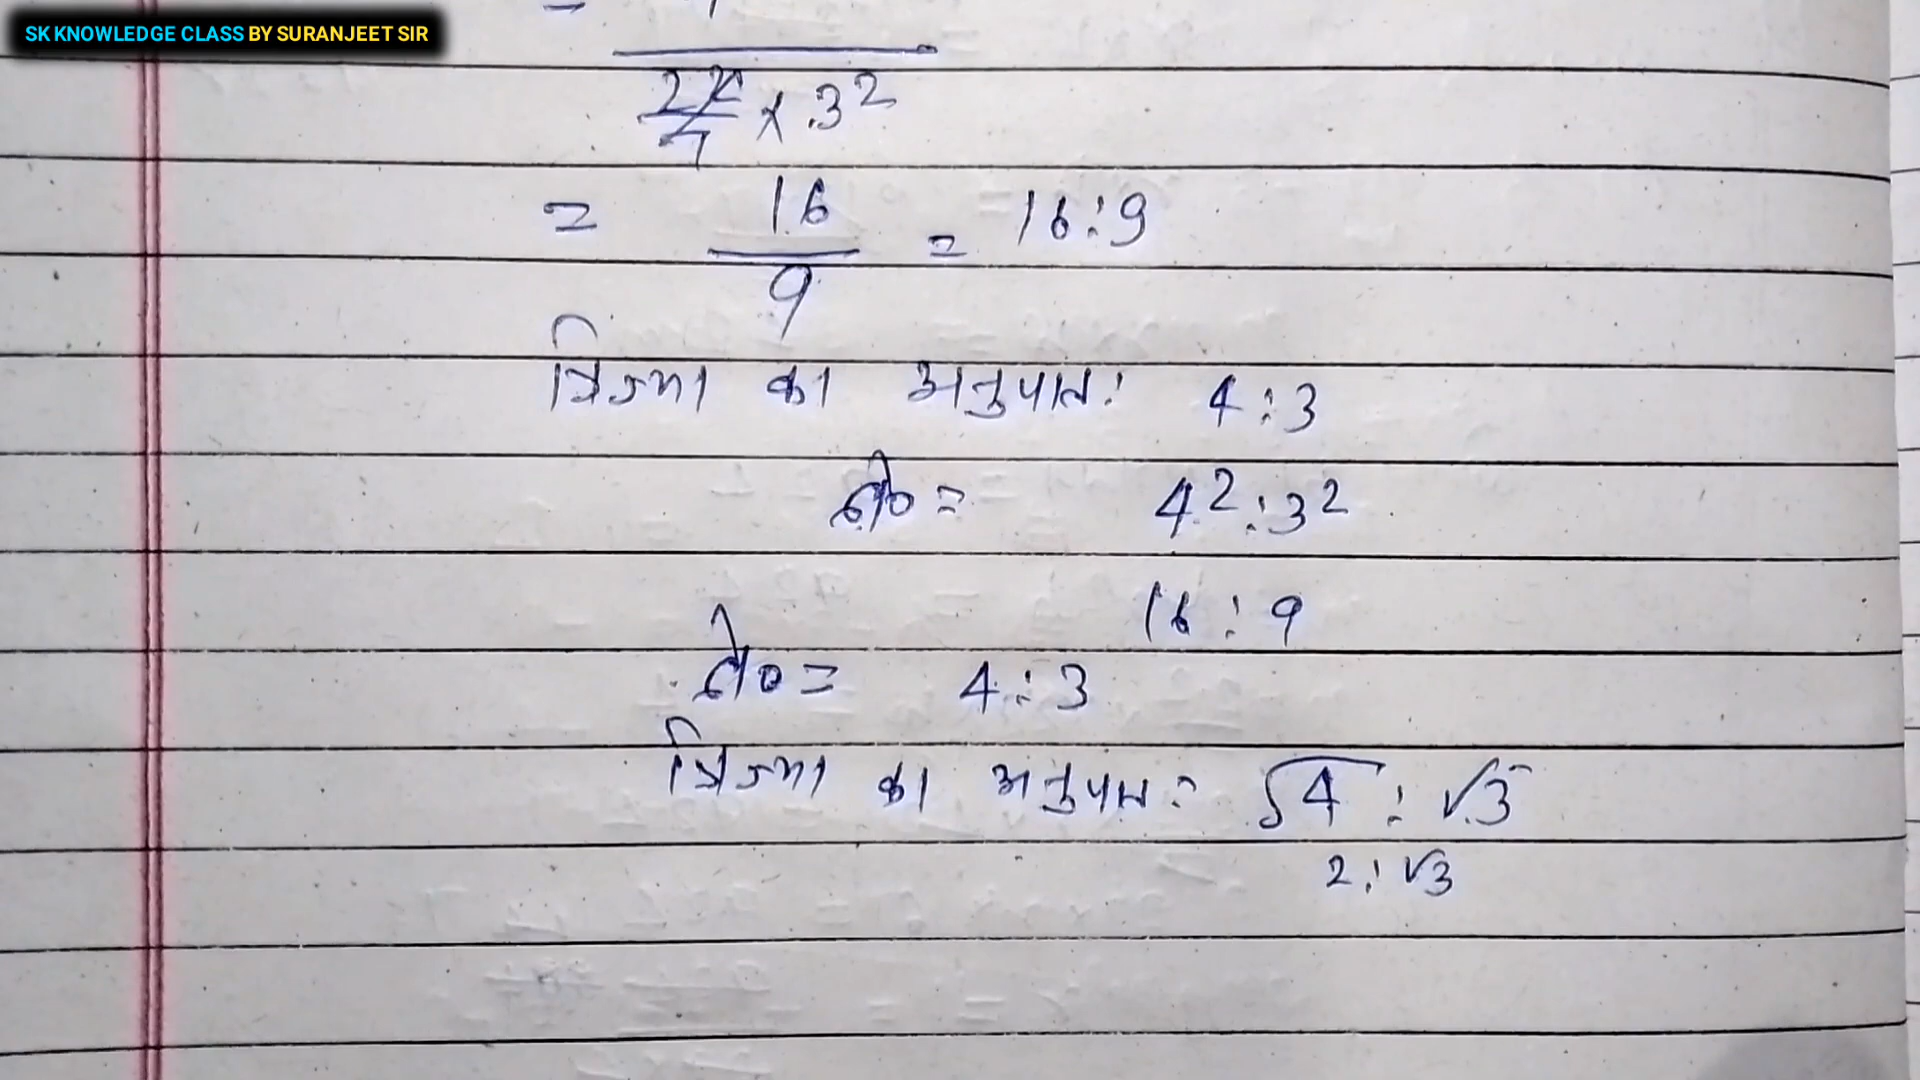 SK KNOWLEDGE CLASS BY SURANJEET SIR
22/7 × 3²
= 16/9 = 16:9
त्रिज्या का अनुपात: 4:3
क्षे० = 4²:3²
16:9
क्षे० = 4:3
त्रिज्या का अनुपात = √4 : √3
2:√3